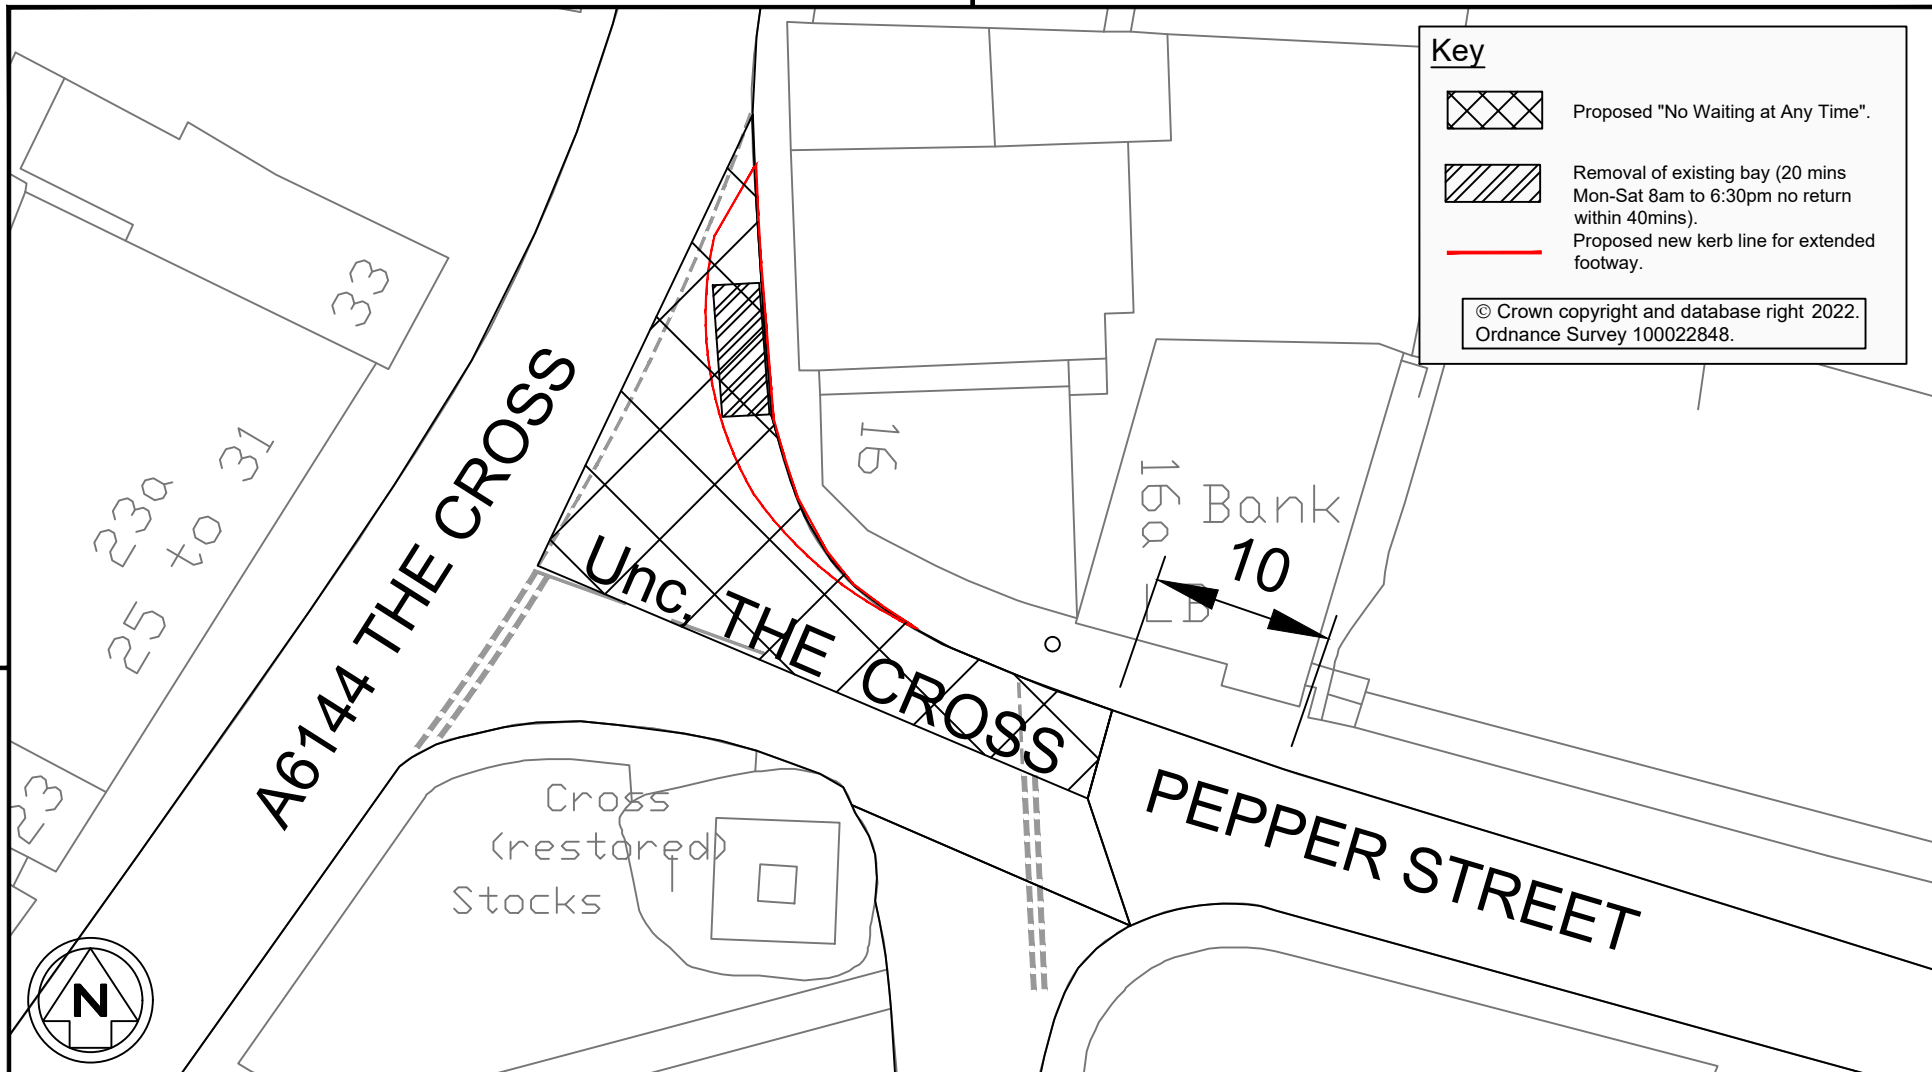 Key
Proposed "No Waiting at Any Time".
Removal of existing bay (20 mins
Mon-Sat 8am to 6:30pm no return
within 40mins).
Proposed new kerb line for extended
footway.
© Crown copyright and database right 2022.
Ordnance Survey 100022848.
33
A6144 THE CROSS
23a
to
25
31
23
16
16a
Bank
10
LB
Unc. THE CROSS
PEPPER STREET
Cross
(restored)
Stocks
N